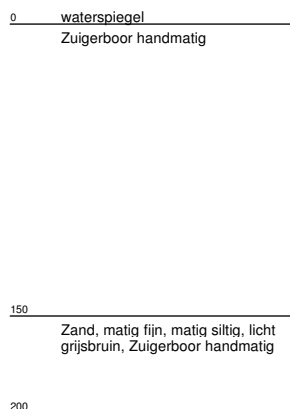 0 waterspiegel
Zuigerboor handmatig
150
Zand, matig fijn, matig siltig, licht
grijsbruin, Zuigerboor handmatig
200